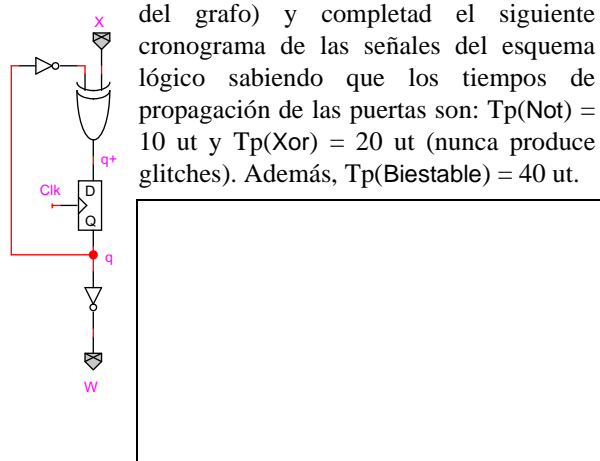 del grafo) y completad el siguiente
cronograma de las señales del esquema
lógico sabiendo que los tiempos de
propagación de las puertas son: Tp(Not) =
10 ut y Tp(Xor) = 20 ut (nunca produce
glitches). Además, Tp(Biestable) = 40 ut.
X
q+
Clk
D
Q
q
W